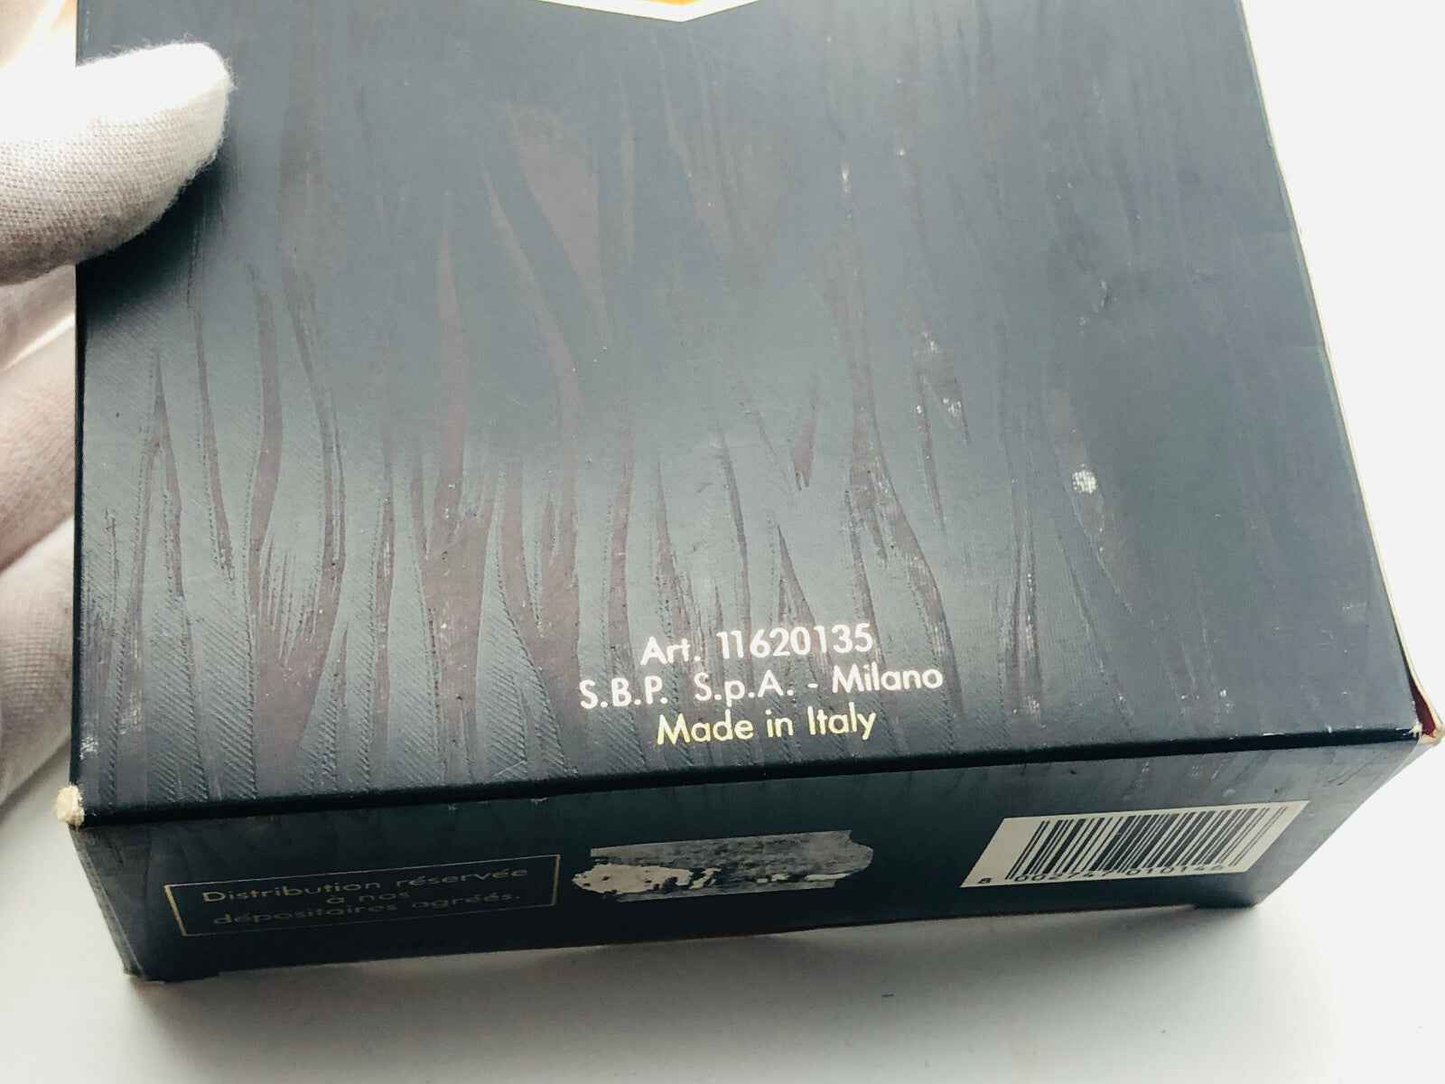 Art. 11620135
S.B.P. S.p.A. - Milano
Made in Italy
Distribution réservée
à nos
dépositaires agréés.